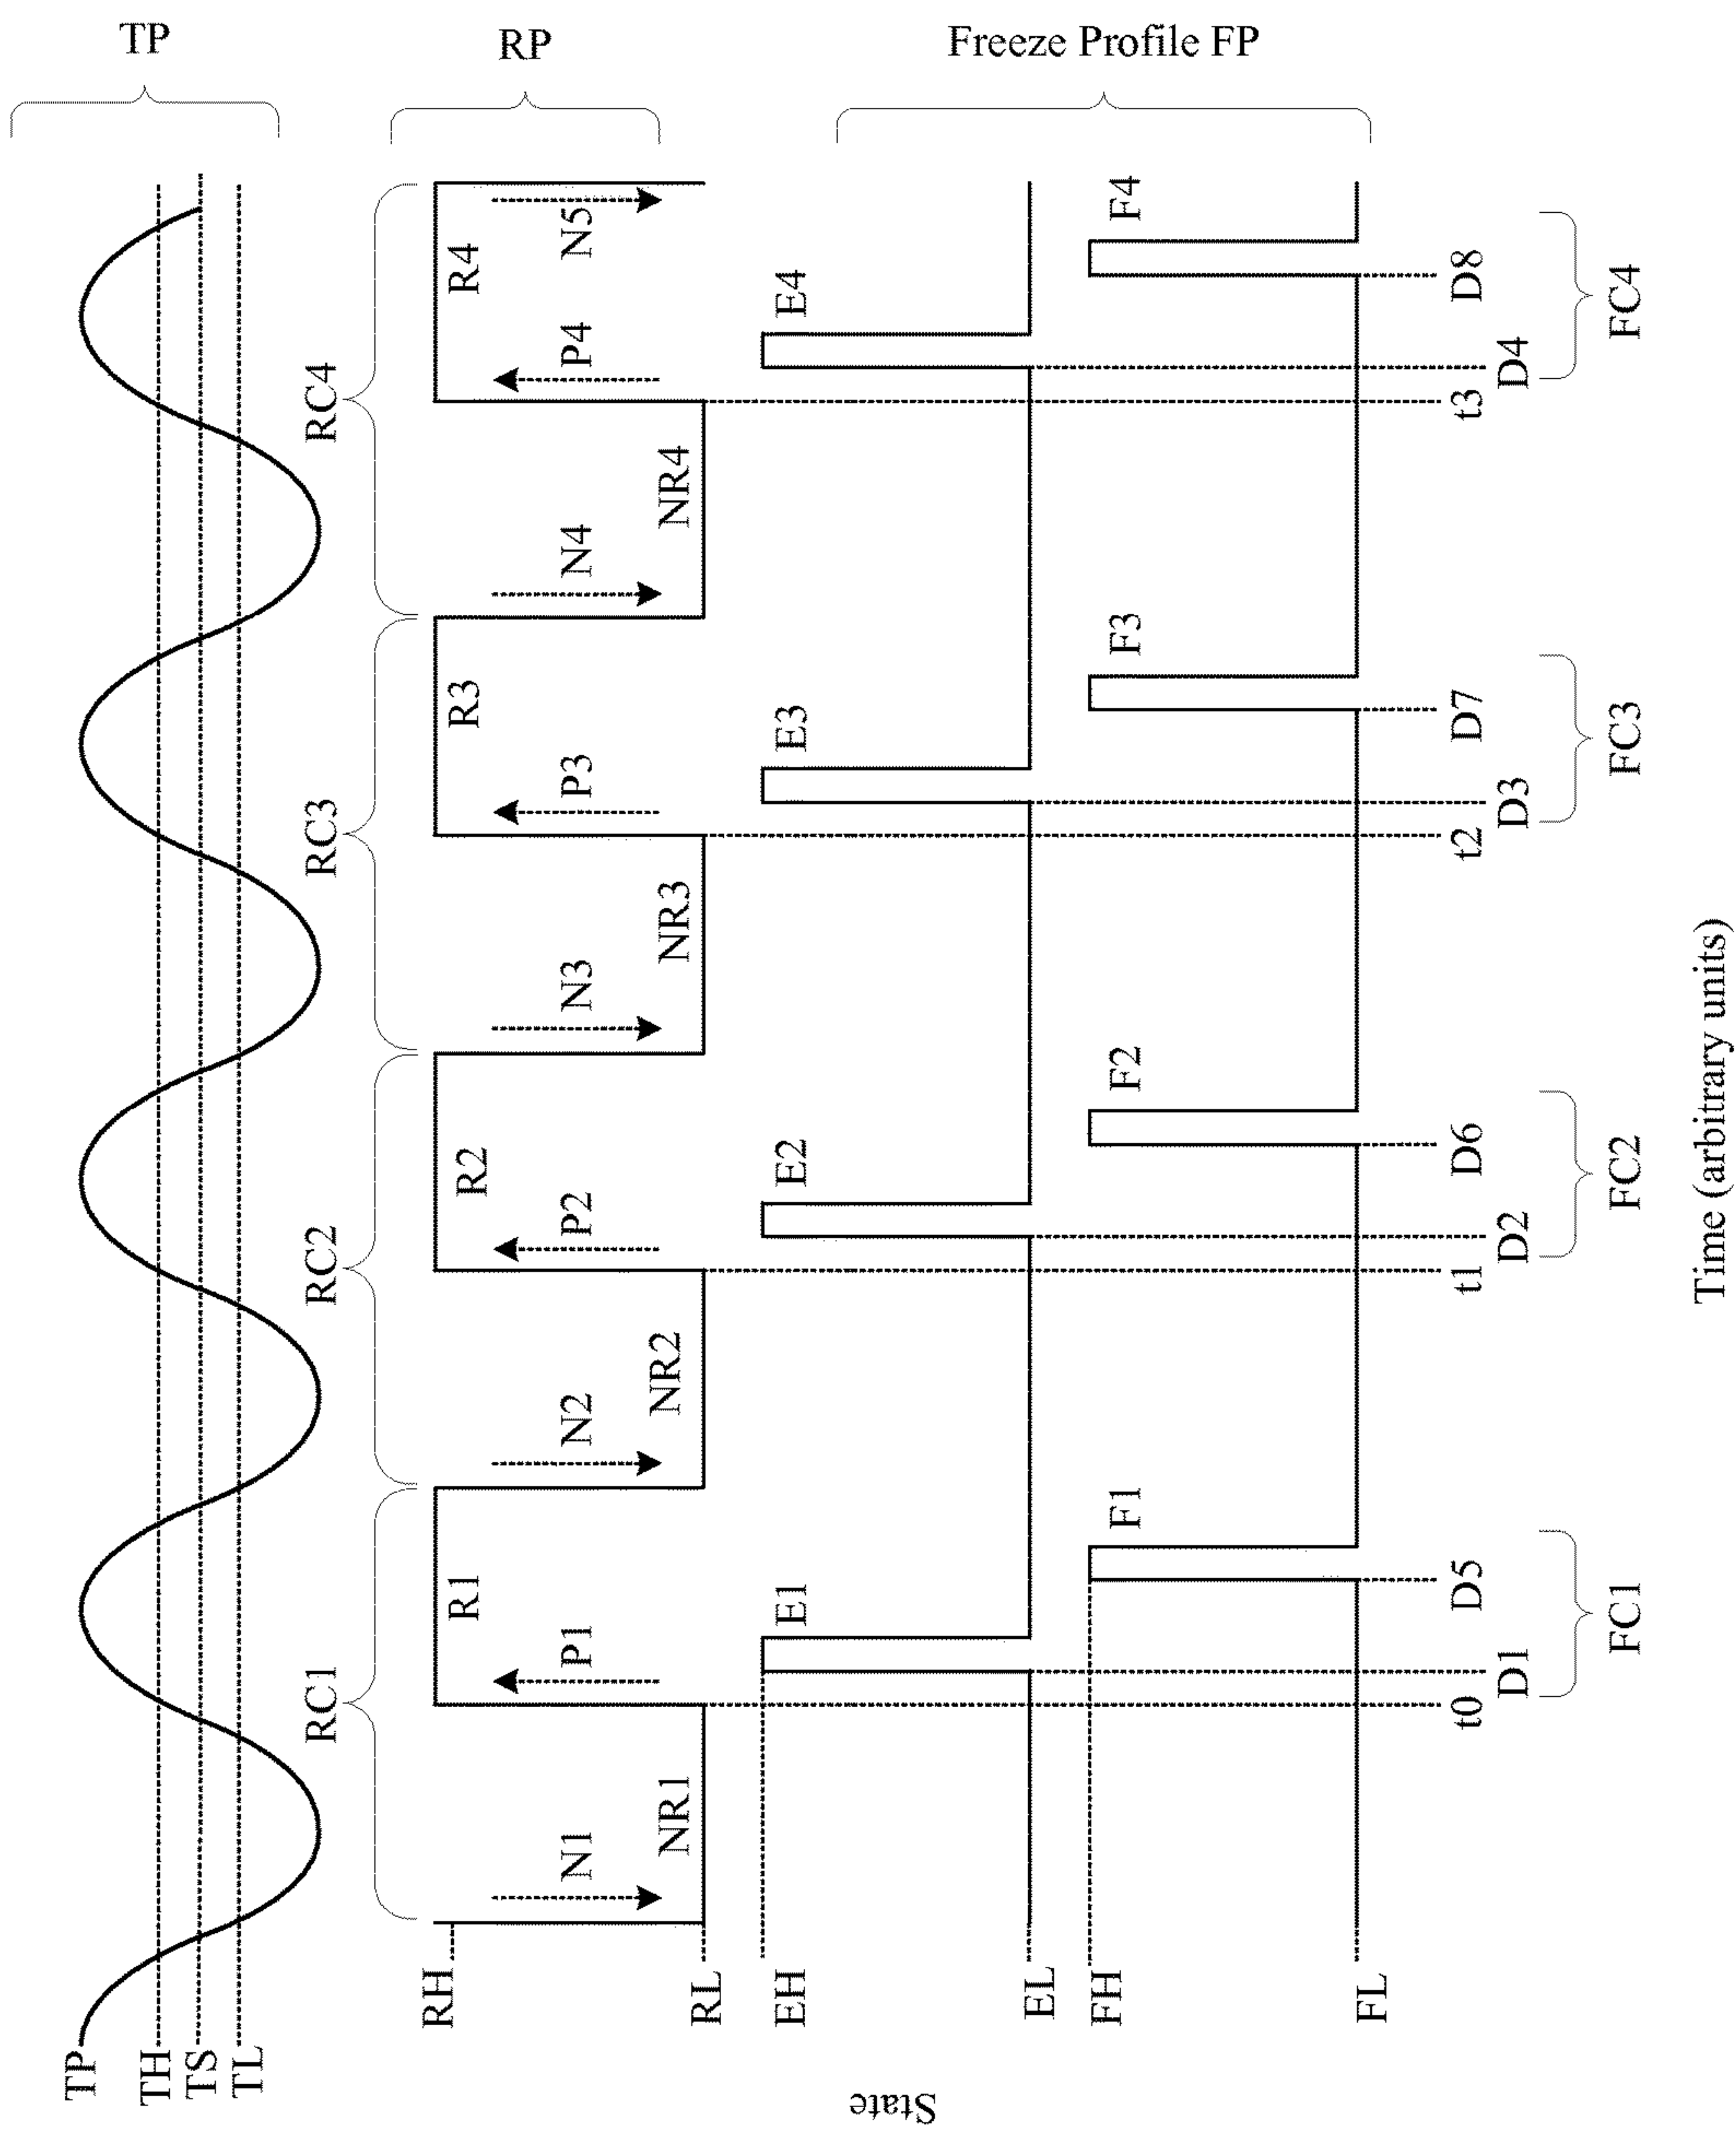 TP
TP
TH
TS
TL
RC1 RC2 RC3 RC4
RH R1 R2 R3 R4
RP
N1 P1 N2 P2 N3 P3 N4 P4 N5
NR1 NR2 NR3 NR4
RL
EH E1 E2 E3 E4
State
EL
Freeze Profile FP
FH F1 F2 F3 F4
FL
t0 D5 t1 D6 t2 D7 t3 D8
D1 D2 D3 D4
FC1 FC2 FC3 FC4
Time (arbitrary units)